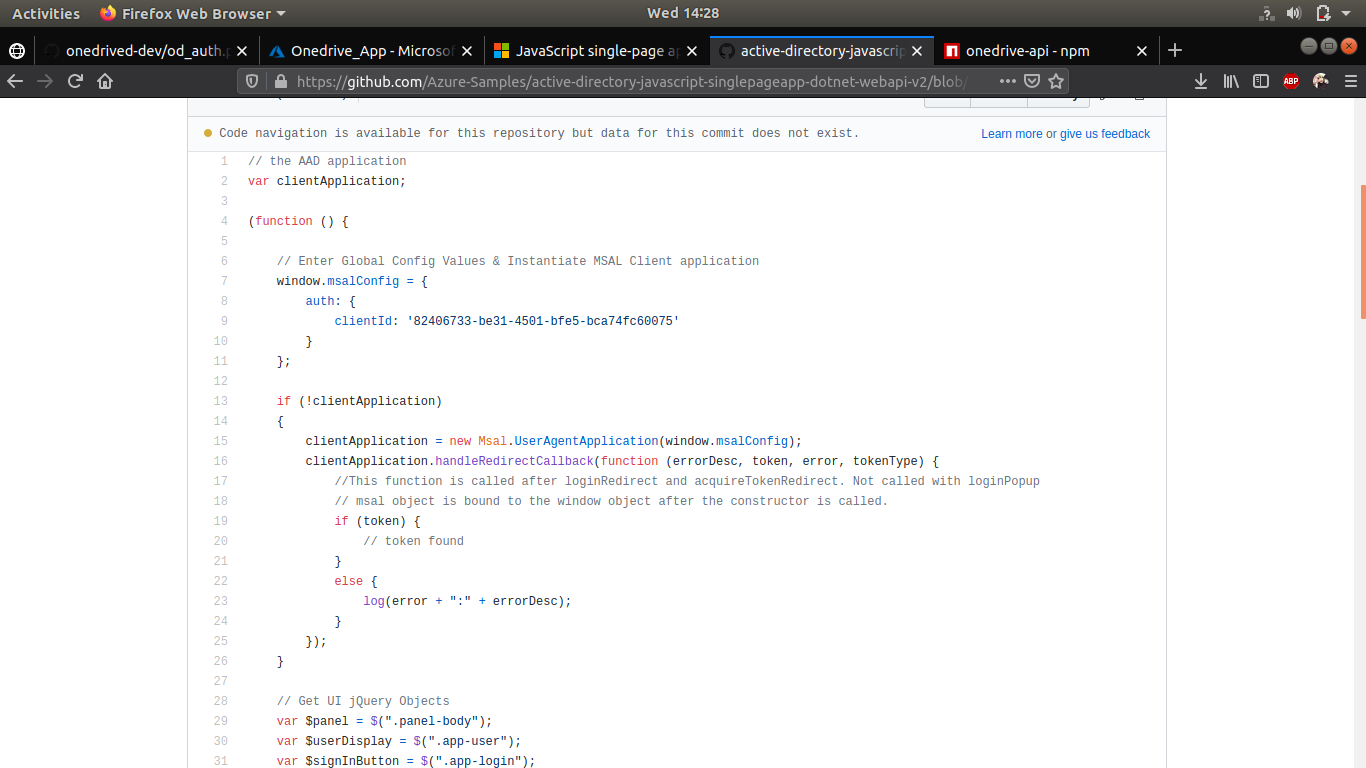 Activities Firefox Web Browser Wed 14:28
onedrived-dev/od_auth.p Onedrive_App - Microsof JavaScript single-page ap active-directory-javascrip onedrive-api - npm
https://github.com/Azure-Samples/active-directory-javascript-singlepageapp-dotnet-webapi-v2/blob/ ABP
Code navigation is available for this repository but data for this commit does not exist. Learn more or give us feedback
1 // the AAD application
2 var clientApplication;
3
4 (function () {
5
6 // Enter Global Config Values & Instantiate MSAL Client application
7 window.msalConfig = {
8 auth: {
9 clientId: '82406733-be31-4501-bfe5-bca74fc60075'
10 }
11 };
12
13 if (!clientApplication)
14 {
15 clientApplication = new Msal.UserAgentApplication(window.msalConfig);
16 clientApplication.handleRedirectCallback(function (errorDesc, token, error, tokenType) {
17 //This function is called after loginRedirect and acquireTokenRedirect. Not called with loginPopup
18 // msal object is bound to the window object after the constructor is called.
19 if (token) {
20 // token found
21 }
22 else {
23 log(error + ":" + errorDesc);
24 }
25 });
26 }
27
28 // Get UI jQuery Objects
29 var $panel = $(".panel-body");
30 var $userDisplay = $(".app-user");
31 var $signInButton = $(".app-login");